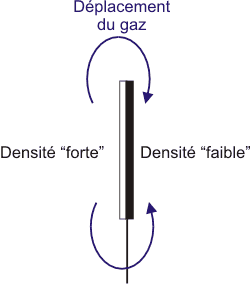 Déplacement
du gaz
Densité “forte”
Densité “faible”